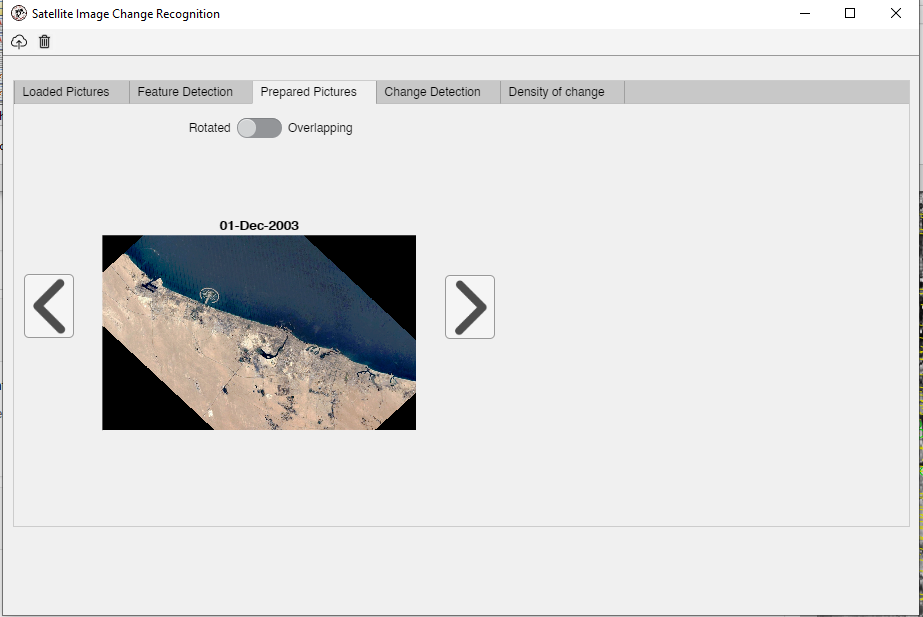 Satellite Image Change Recognition
Loaded Pictures
Feature Detection
Prepared Pictures
Change Detection
Density of change
Rotated
Overlapping
01-Dec-2003